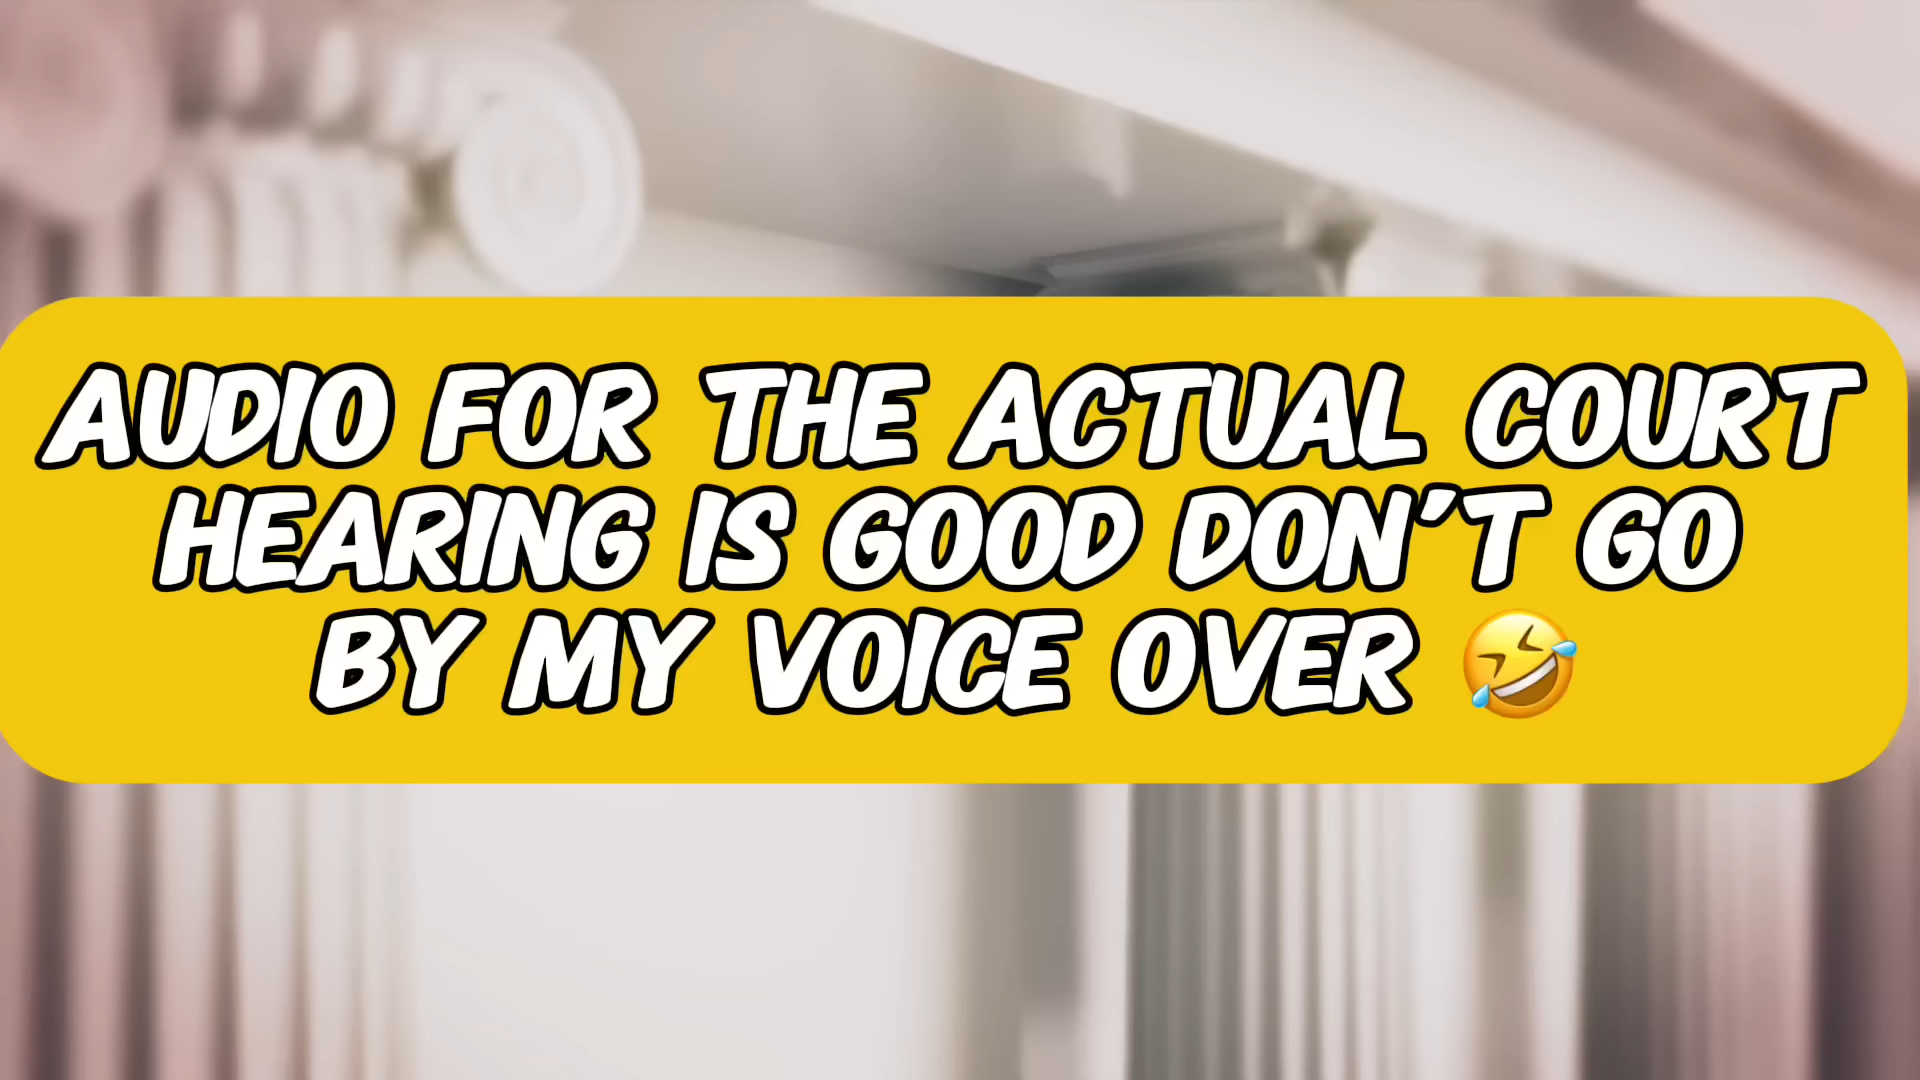 AUDIO FOR THE ACTUAL COURT
HEARING IS GOOD DON'T GO
BY MY VOICE OVER 🤣